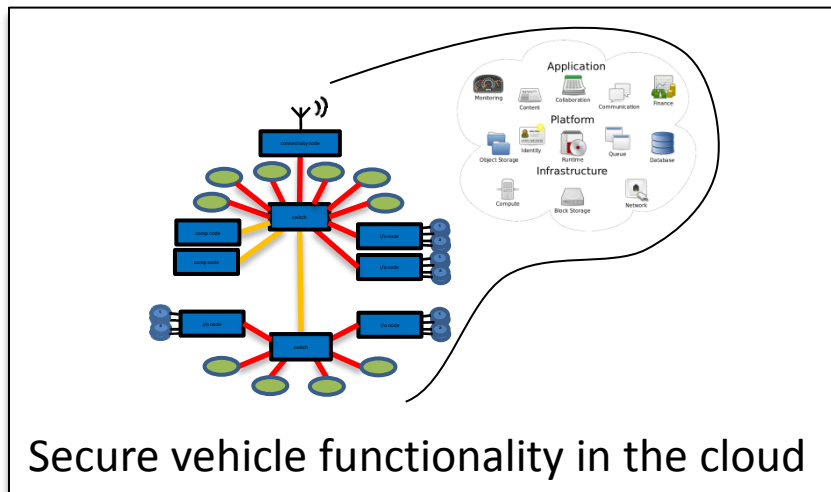 Application
Monitoring
Content
Collaboration
Communication
Finance
Platform
Object Storage
Identity
Runtime
Queue
Database
Infrastructure
Compute
Block Storage
Network
connectivity node
switch
comp node
comp node
i/o node
i/o node
i/o node
i/o node
switch
Secure vehicle functionality in the cloud